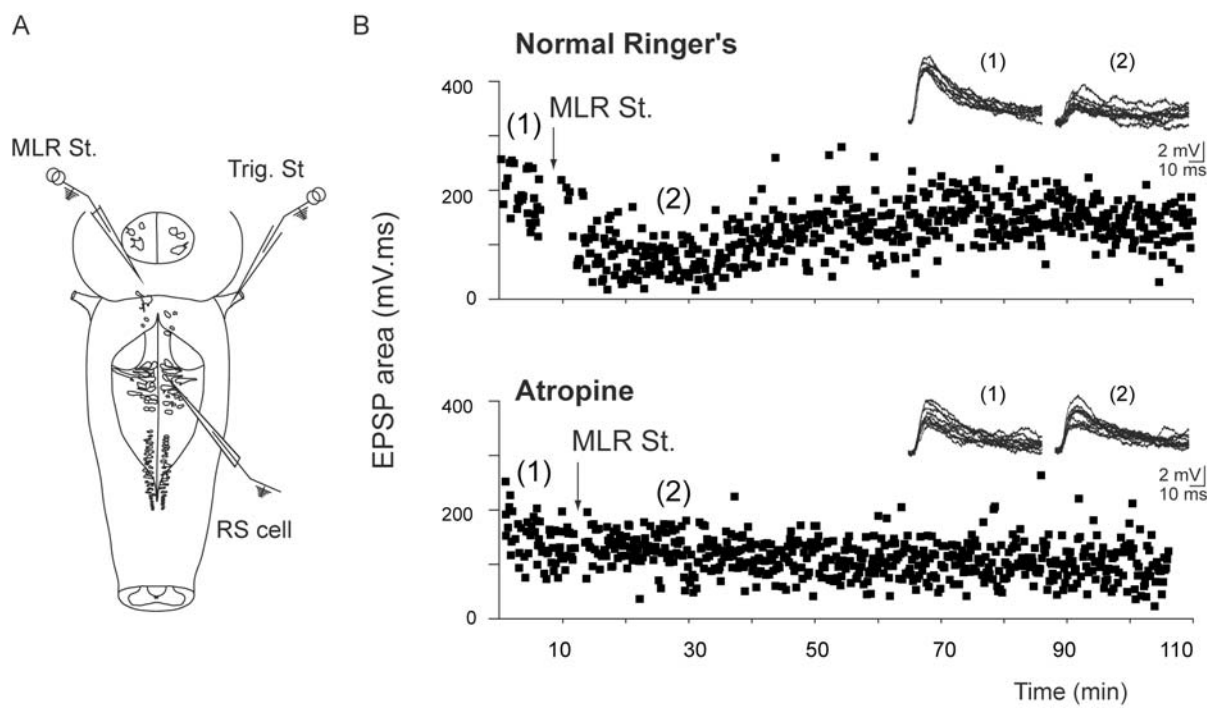 A
MLR St.
Trig. St
RS cell
B
EPSP area (mV.ms)
Normal Ringer's
(1)
(2)
2 mV
10 ms
400
200
0
(1)
MLR St.
(2)
Atropine
(1)
(2)
2 mV
10 ms
400
200
0
(1)
MLR St.
(2)
10 30 50 70 90 110
Time (min)